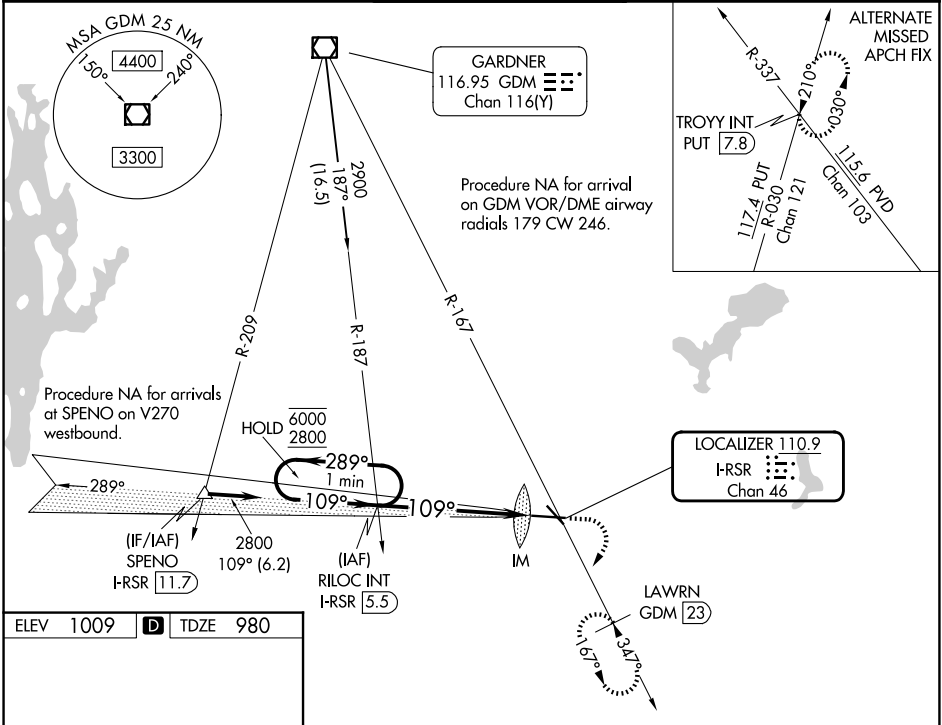 MSA GDM 25 NM
4400
150°
240°
3300
GARDNER
116.95 GDM
Chan 116(Y)
ALTERNATE
MISSED
APCH FIX
R-337
210°
030°
TROYY INT
PUT 7.8
115.6 PVD
Chan 103
117.4 PUT
R-030
Chan 121
2900
187°
(16.5)
Procedure NA for arrival
on GDM VOR/DME airway
radials 179 CW 246.
R-209
R-187
R-167
Procedure NA for arrivals
at SPENO on V270
westbound.
HOLD
6000
2800
289°
1 min
109°
109°
289°
LOCALIZER 110.9
I-RSR
Chan 46
(IF/IAF)
SPENO
I-RSR 11.7
2800
109° (6.2)
(IAF)
RILOC INT
I-RSR 5.5
IM
LAWRN
GDM 23
167°
347°
ELEV 1009 D TDZE 980